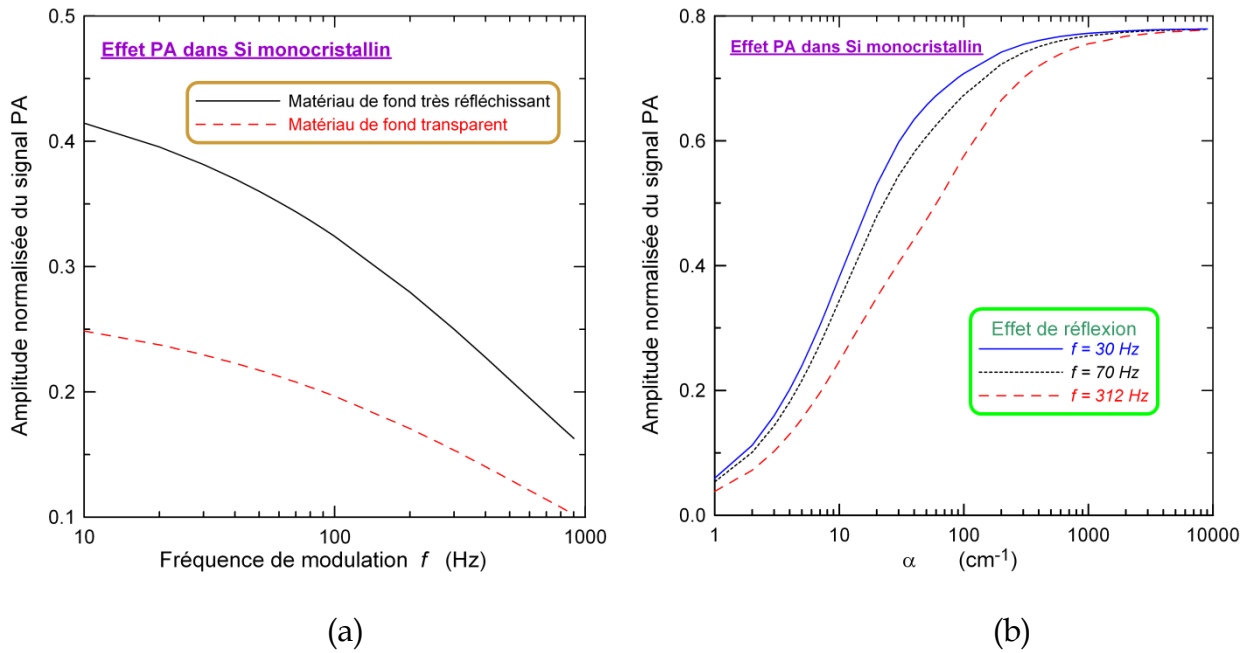 Effet PA dans Si monocristallin
Matériau de fond très réfléchissant
Matériau de fond transparent
Amplitude normalisée du signal PA
0.5
0.4
0.3
0.2
0.1
10
100
1000
Fréquence de modulation f (Hz)
(a)
Effet PA dans Si monocristallin
Effet de réflexion
f = 30 Hz
f = 70 Hz
f = 312 Hz
Amplitude normalisée du signal PA
0.8
0.6
0.4
0.2
0.0
1
10
100
1000
10000
α (cm⁻¹)
(b)